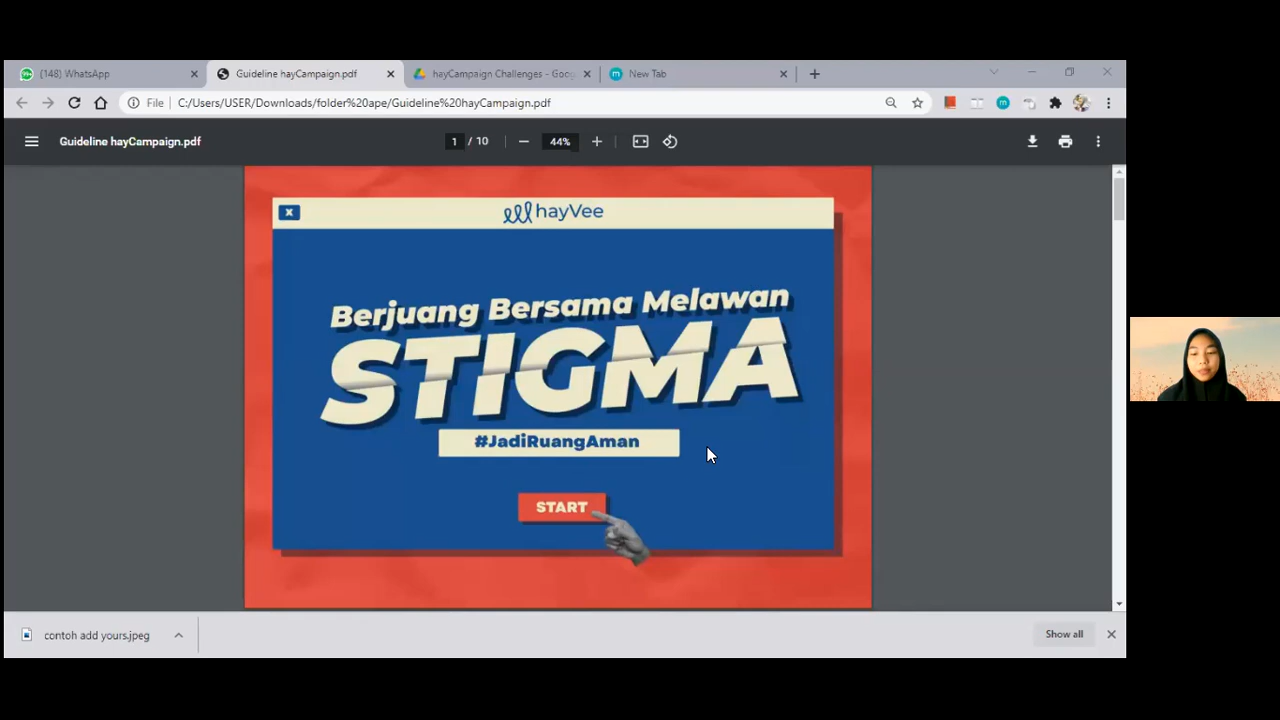 (148) WhatsApp
Guideline hayCampaign.pdf
hayCampaign Challenges - Goog
New Tab
File
C:/Users/USER/Downloads/folder%20ape/Guideline%20hayCampaign.pdf
Guideline hayCampaign.pdf
1 / 10
44%
X
hayVee
Berjuang Bersama Melawan
STIGMA
#JadiRuangAman
START
contoh add yours.jpeg
Show all